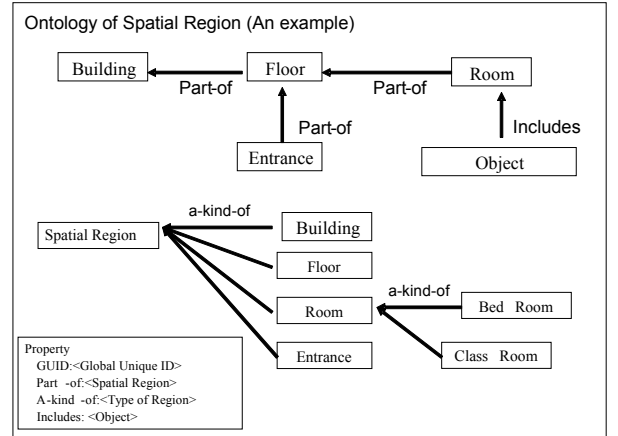 Ontology of Spatial Region (An example)
Building
Floor
Room
Part-of
Part-of
Part-of
Includes
Entrance
Object
a-kind-of
Spatial Region
Building
Floor
a-kind-of
Room
Bed Room
Entrance
Class Room
Property
GUID:<Global Unique ID>
Part -of:<Spatial Region>
A-kind -of:<Type of Region>
Includes: <Object>